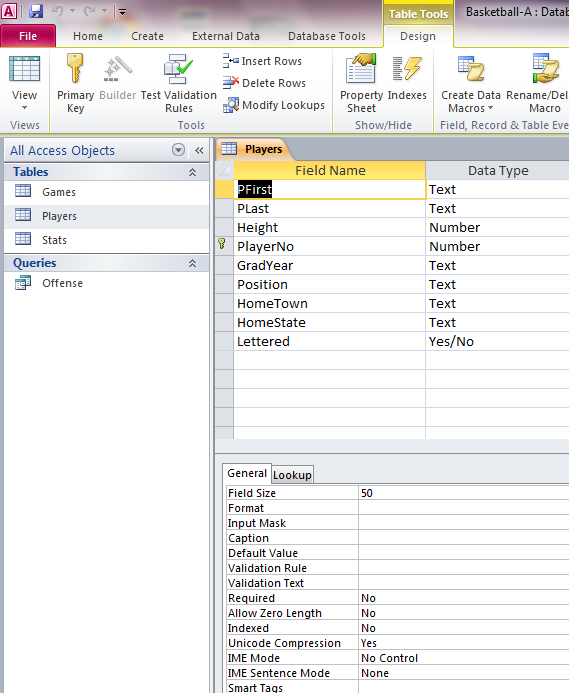 A
Table Tools
Basketball-A : Datab
File
Home
Create
External Data
Database Tools
Design
View
Primary Key
Builder
Test Validation Rules
Insert Rows
Delete Rows
Modify Lookups
Property Sheet
Indexes
Create Data Macros
Rename/Del Macro
Views
Tools
Show/Hide
Field, Record & Table Eve
All Access Objects
Tables
Games
Players
Stats
Queries
Offense
Players
Field Name Data Type
PFirst Text
PLast Text
Height Number
PlayerNo Number
GradYear Text
Position Text
HomeTown Text
HomeState Text
Lettered Yes/No
General Lookup
Field Size 50
Format
Input Mask
Caption
Default Value
Validation Rule
Validation Text
Required No
Allow Zero Length No
Indexed No
Unicode Compression Yes
IME Mode No Control
IME Sentence Mode None
Smart Tags